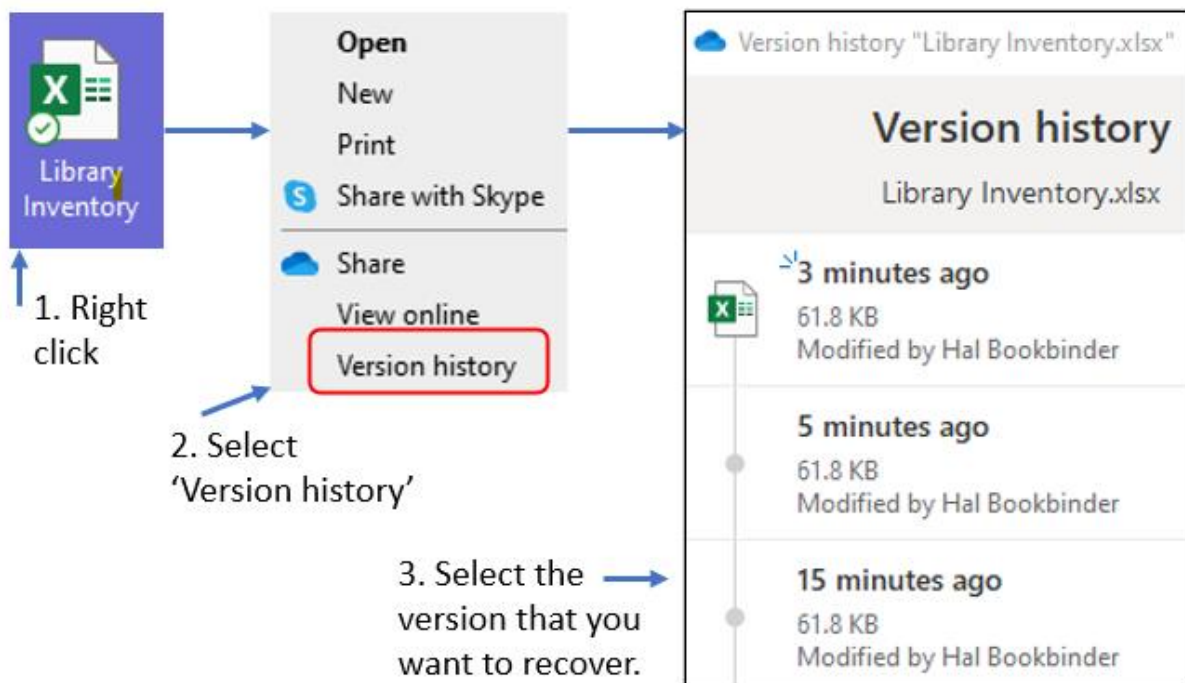 Library
Inventory
1. Right
click
Open
New
Print
Share with Skype
Share
View online
Version history
2. Select
‘Version history’
Version history "Library Inventory.xlsx"
Version history
Library Inventory.xlsx
3 minutes ago
61.8 KB
Modified by Hal Bookbinder
5 minutes ago
61.8 KB
Modified by Hal Bookbinder
15 minutes ago
61.8 KB
Modified by Hal Bookbinder
3. Select the
version that you
want to recover.